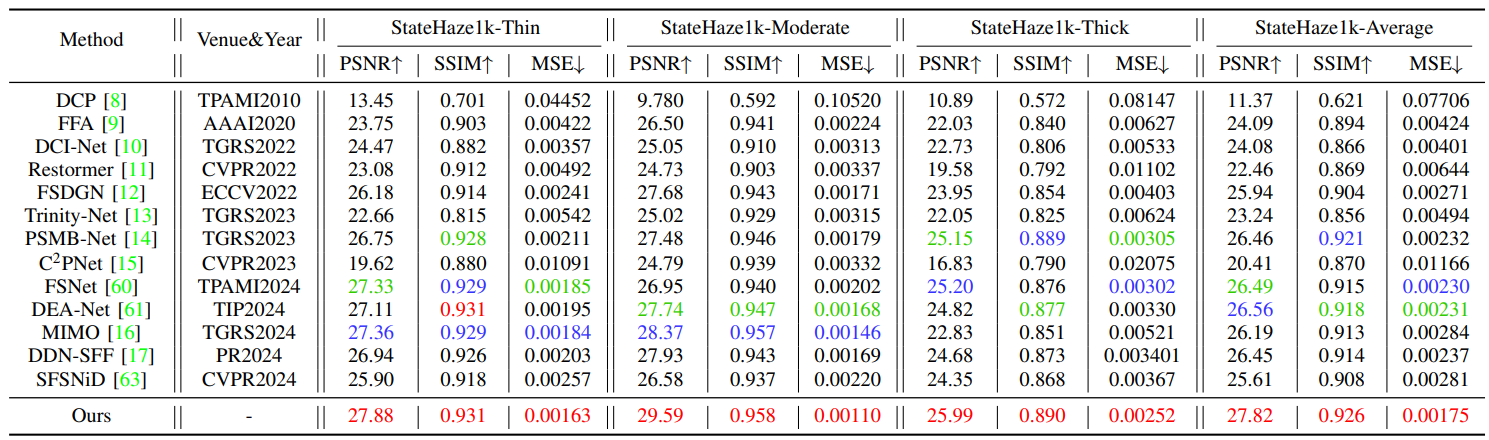 Method Venue&Year StateHaze1k-Thin StateHaze1k-Moderate StateHaze1k-Thick StateHaze1k-Average
PSNR↑ SSIM↑ MSE↓ PSNR↑ SSIM↑ MSE↓ PSNR↑ SSIM↑ MSE↓ PSNR↑ SSIM↑ MSE↓
DCP [8] TPAMI2010 13.45 0.701 0.04452 9.780 0.592 0.10520 10.89 0.572 0.08147 11.37 0.621 0.07706
FFA [9] AAAI2020 23.75 0.903 0.00422 26.50 0.941 0.00224 22.03 0.840 0.00627 24.09 0.894 0.00424
DCI-Net [10] TGRS2022 24.47 0.882 0.00357 25.05 0.910 0.00313 22.73 0.806 0.00533 24.08 0.866 0.00401
Restormer [11] CVPR2022 23.08 0.912 0.00492 24.73 0.903 0.00337 19.58 0.792 0.01102 22.46 0.869 0.00644
FSDGN [12] ECCV2022 26.18 0.914 0.00241 27.68 0.943 0.00171 23.95 0.854 0.00403 25.94 0.904 0.00271
Trinity-Net [13] TGRS2023 22.66 0.815 0.00542 25.02 0.929 0.00315 22.05 0.825 0.00624 23.24 0.856 0.00494
PSMB-Net [14] TGRS2023 26.75 0.928 0.00211 27.48 0.946 0.00179 25.15 0.889 0.00305 26.46 0.921 0.00232
C²PNet [15] CVPR2023 19.62 0.880 0.01091 24.79 0.939 0.00332 16.83 0.790 0.02075 20.41 0.870 0.01166
FSNet [60] TPAMI2024 27.33 0.929 0.00185 26.95 0.940 0.00202 25.20 0.876 0.00302 26.49 0.915 0.00230
DEA-Net [61] TIP2024 27.11 0.931 0.00195 27.74 0.947 0.00168 24.82 0.877 0.00330 26.56 0.918 0.00231
MIMO [16] TGRS2024 27.36 0.929 0.00184 28.37 0.957 0.00146 22.83 0.851 0.00521 26.19 0.913 0.00284
DDN-SFF [17] PR2024 26.94 0.926 0.00203 27.93 0.943 0.00169 24.68 0.873 0.003401 26.45 0.914 0.00237
SFSNiD [63] CVPR2024 25.90 0.918 0.00257 26.58 0.937 0.00220 24.35 0.868 0.00367 25.61 0.908 0.00281
Ours - 27.88 0.931 0.00163 29.59 0.958 0.00110 25.99 0.890 0.00252 27.82 0.926 0.00175